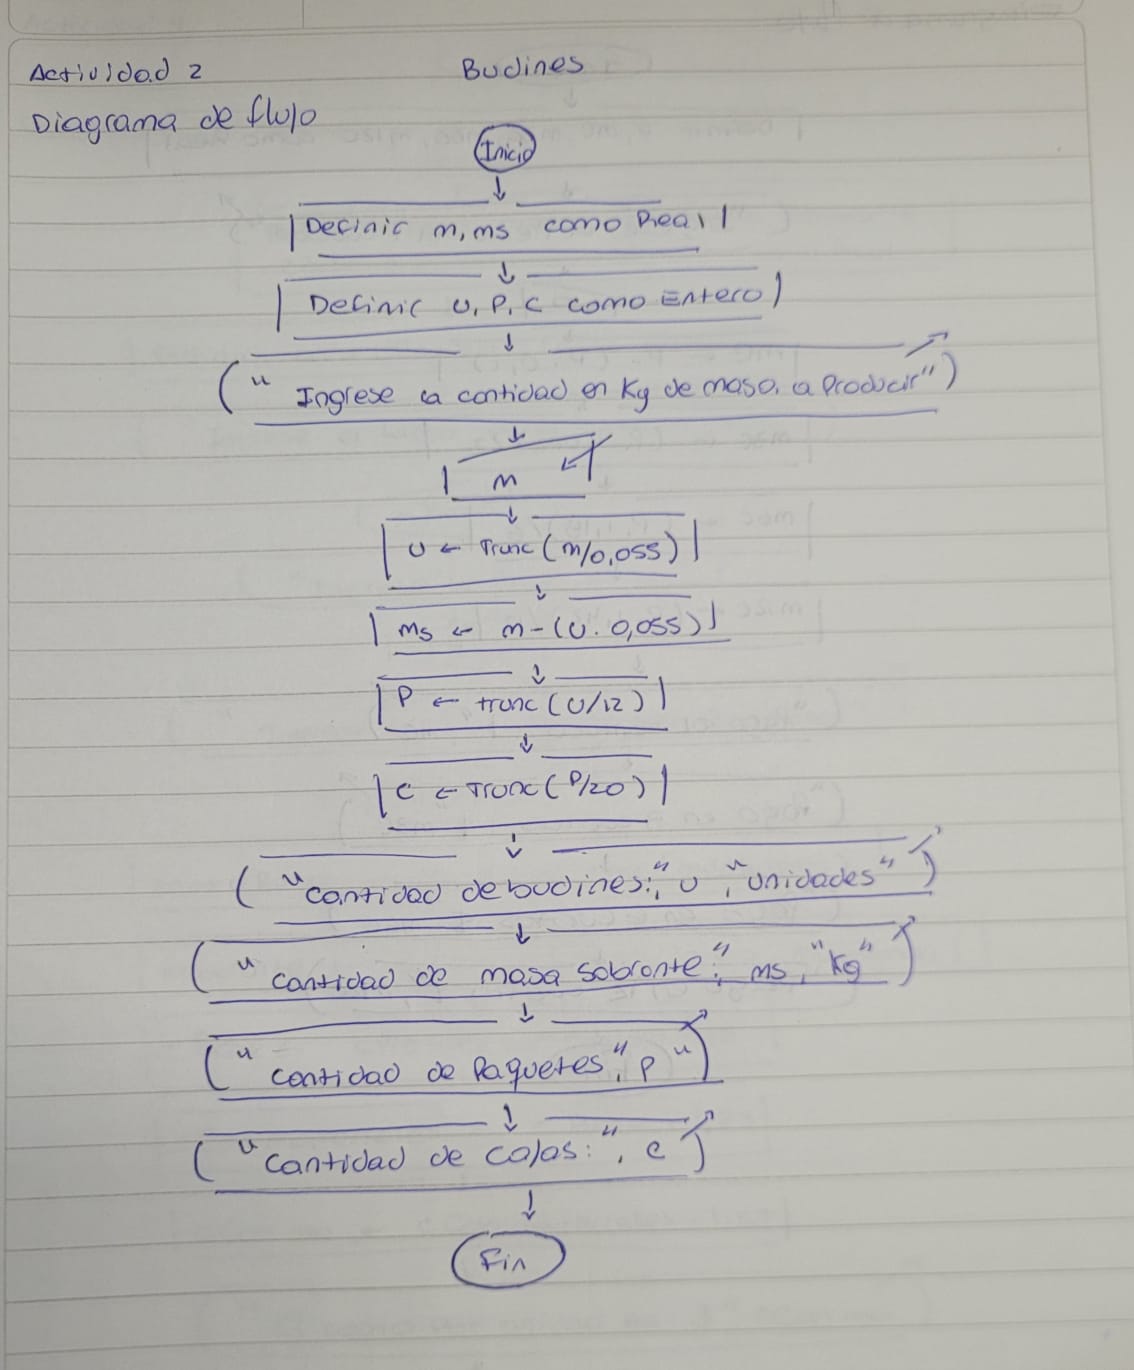 Actividad 2
Budines
Diagrama de flujo
Inicio
Definir m, ms como Real
Definir U, P, C como Entero
("Ingrese la cantidad en Kg de masa a Producir")
m
U ← Trunc (m/0,055)
ms ← m-(U. 0,055)
P ← trunc (U/12)
C ← Trunc (P/20)
("cantidad de budines:", U, "unidades")
("cantidad de masa sobrante:", ms, "Kg")
("cantidad de Paquetes", P")
("cantidad de cajas:", c)
Fin